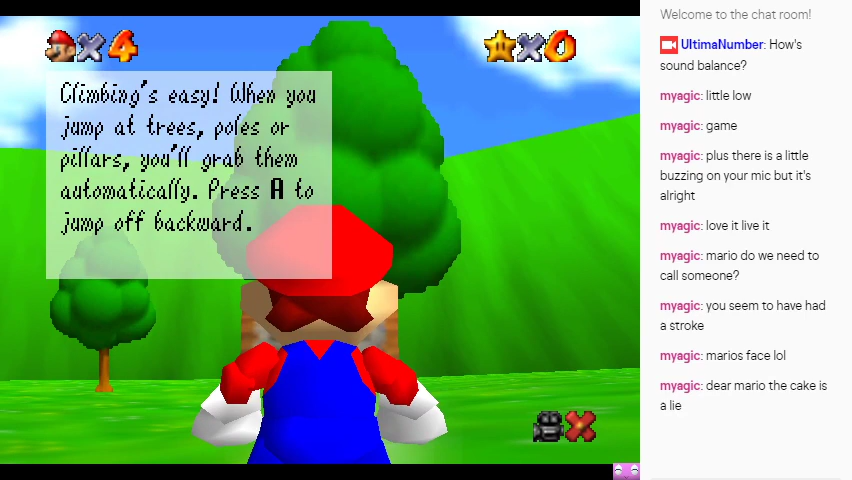 ×4
×0
Climbing's easy! When you
jump at trees, poles or
pillars, you'll grab them
automatically. Press A to
jump off backward.
Welcome to the chat room!
UltimaNumber: How's
sound balance?
myagic: little low
myagic: game
myagic: plus there is a little
buzzing on your mic but it's
alright
myagic: love it live it
myagic: mario do we need to
call someone?
myagic: you seem to have had
a stroke
myagic: marios face lol
myagic: dear mario the cake is
a lie